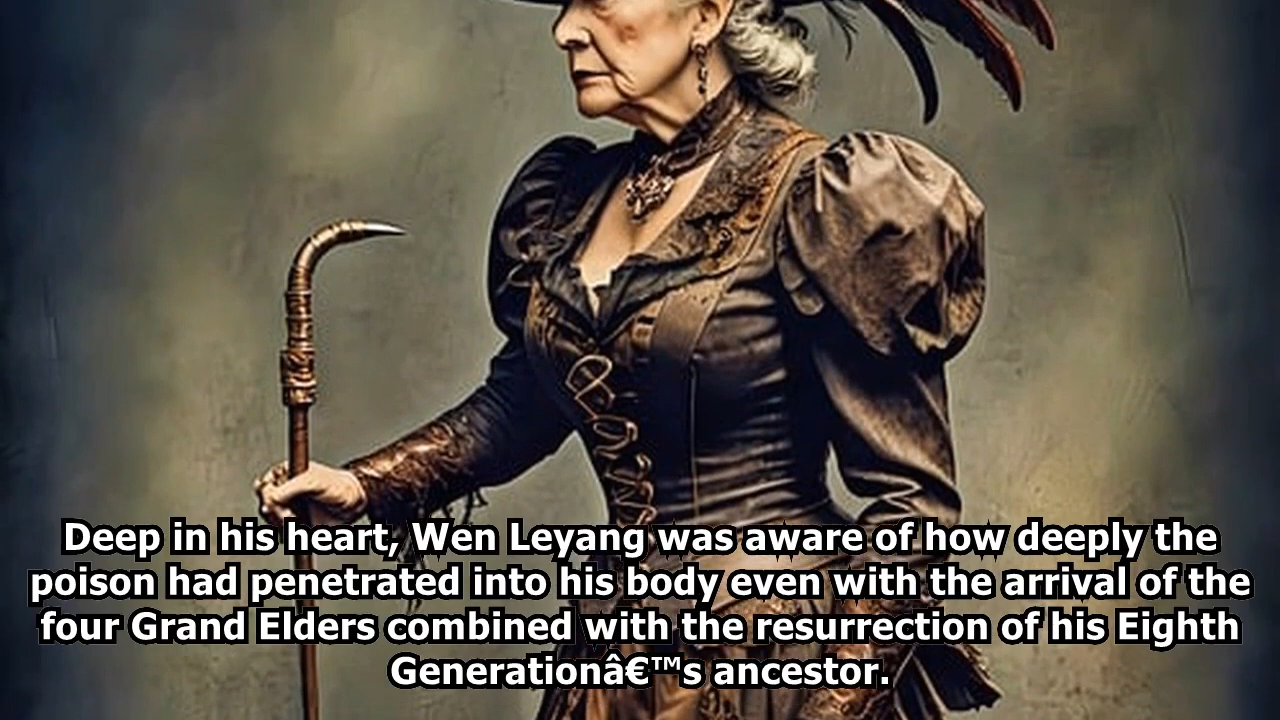 Deep in his heart, Wen Leyang was aware of how deeply the
poison had penetrated into his body even with the arrival of the
four Grand Elders combined with the resurrection of his Eighth
Generationâ€™s ancestor.